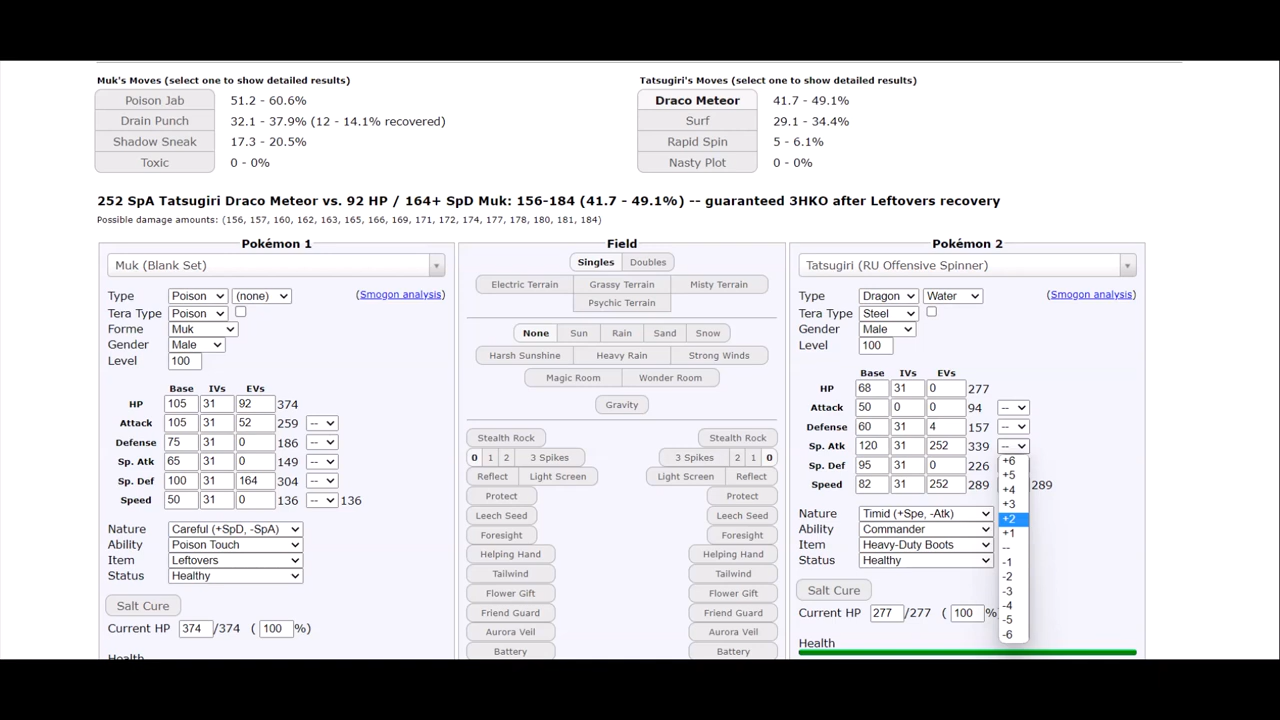 Muk's Moves (select one to show detailed results)
Poison Jab 51.2 - 60.6%
Drain Punch 32.1 - 37.9% (12 - 14.1% recovered)
Shadow Sneak 17.3 - 20.5%
Toxic 0 - 0%
Tatsugiri's Moves (select one to show detailed results)
Draco Meteor 41.7 - 49.1%
Surf 29.1 - 34.4%
Rapid Spin 5 - 6.1%
Nasty Plot 0 - 0%
252 SpA Tatsugiri Draco Meteor vs. 92 HP / 164+ SpD Muk: 156-184 (41.7 - 49.1%) -- guaranteed 3HKO after Leftovers recovery
Possible damage amounts: (156, 157, 160, 162, 163, 165, 166, 169, 171, 172, 174, 177, 178, 180, 181, 184)
Pokémon 1
Muk (Blank Set)
Type Poison (none) (Smogon analysis)
Tera Type Poison
Forme Muk
Gender Male
Level 100
Base IVs EVs
HP 105 31 92 374
Attack 105 31 52 259 --
Defense 75 31 0 186 --
Sp. Atk 65 31 0 149 --
Sp. Def 100 31 164 304 --
Speed 50 31 0 136 -- 136
Nature Careful (+SpD, -SpA)
Ability Poison Touch
Item Leftovers
Status Healthy
Salt Cure
Current HP 374 /374 ( 100 %)
Health
Field
Singles Doubles
Electric Terrain Grassy Terrain Misty Terrain
Psychic Terrain
None Sun Rain Sand Snow
Harsh Sunshine Heavy Rain Strong Winds
Magic Room Wonder Room
Gravity
Stealth Rock Stealth Rock
0 1 2 3 Spikes 3 Spikes 2 1 0
Reflect Light Screen Light Screen Reflect
Protect Protect
Leech Seed Leech Seed
Foresight Foresight
Helping Hand Helping Hand
Tailwind Tailwind
Flower Gift Flower Gift
Friend Guard Friend Guard
Aurora Veil Aurora Veil
Battery Battery
Pokémon 2
Tatsugiri (RU Offensive Spinner)
Type Dragon Water (Smogon analysis)
Tera Type Steel
Gender Male
Level 100
Base IVs EVs
HP 68 31 0 277
Attack 50 0 0 94 --
Defense 60 31 4 157 --
Sp. Atk 120 31 252 339 --
Sp. Def 95 31 0 226
Speed 82 31 252 289 289
+6
+5
+4
+3
+2
+1
--
-1
-2
-3
-4
-5
-6
Nature Timid (+Spe, -Atk)
Ability Commander
Item Heavy-Duty Boots
Status Healthy
Salt Cure
Current HP 277 /277 ( 100 %
Health